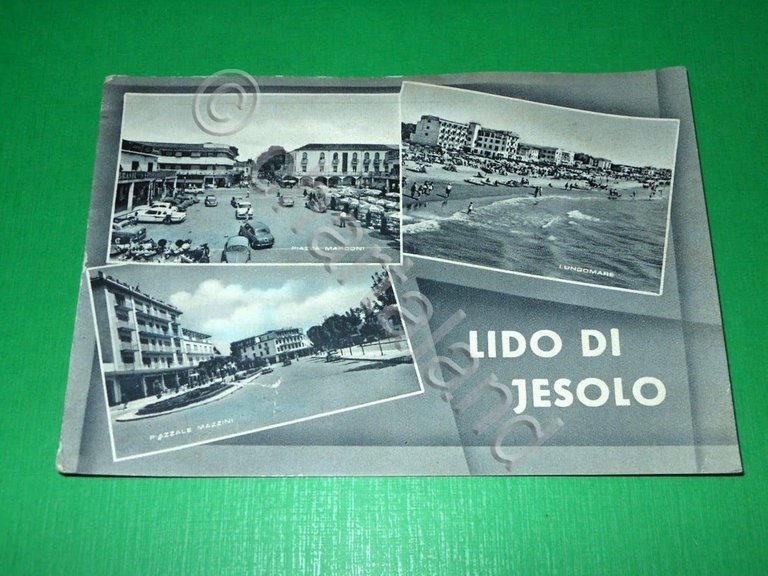 PIAZZA MARCONI
LUNGOMARE
PIAZZALE MAZZINI
LIDO DI
JESOLO